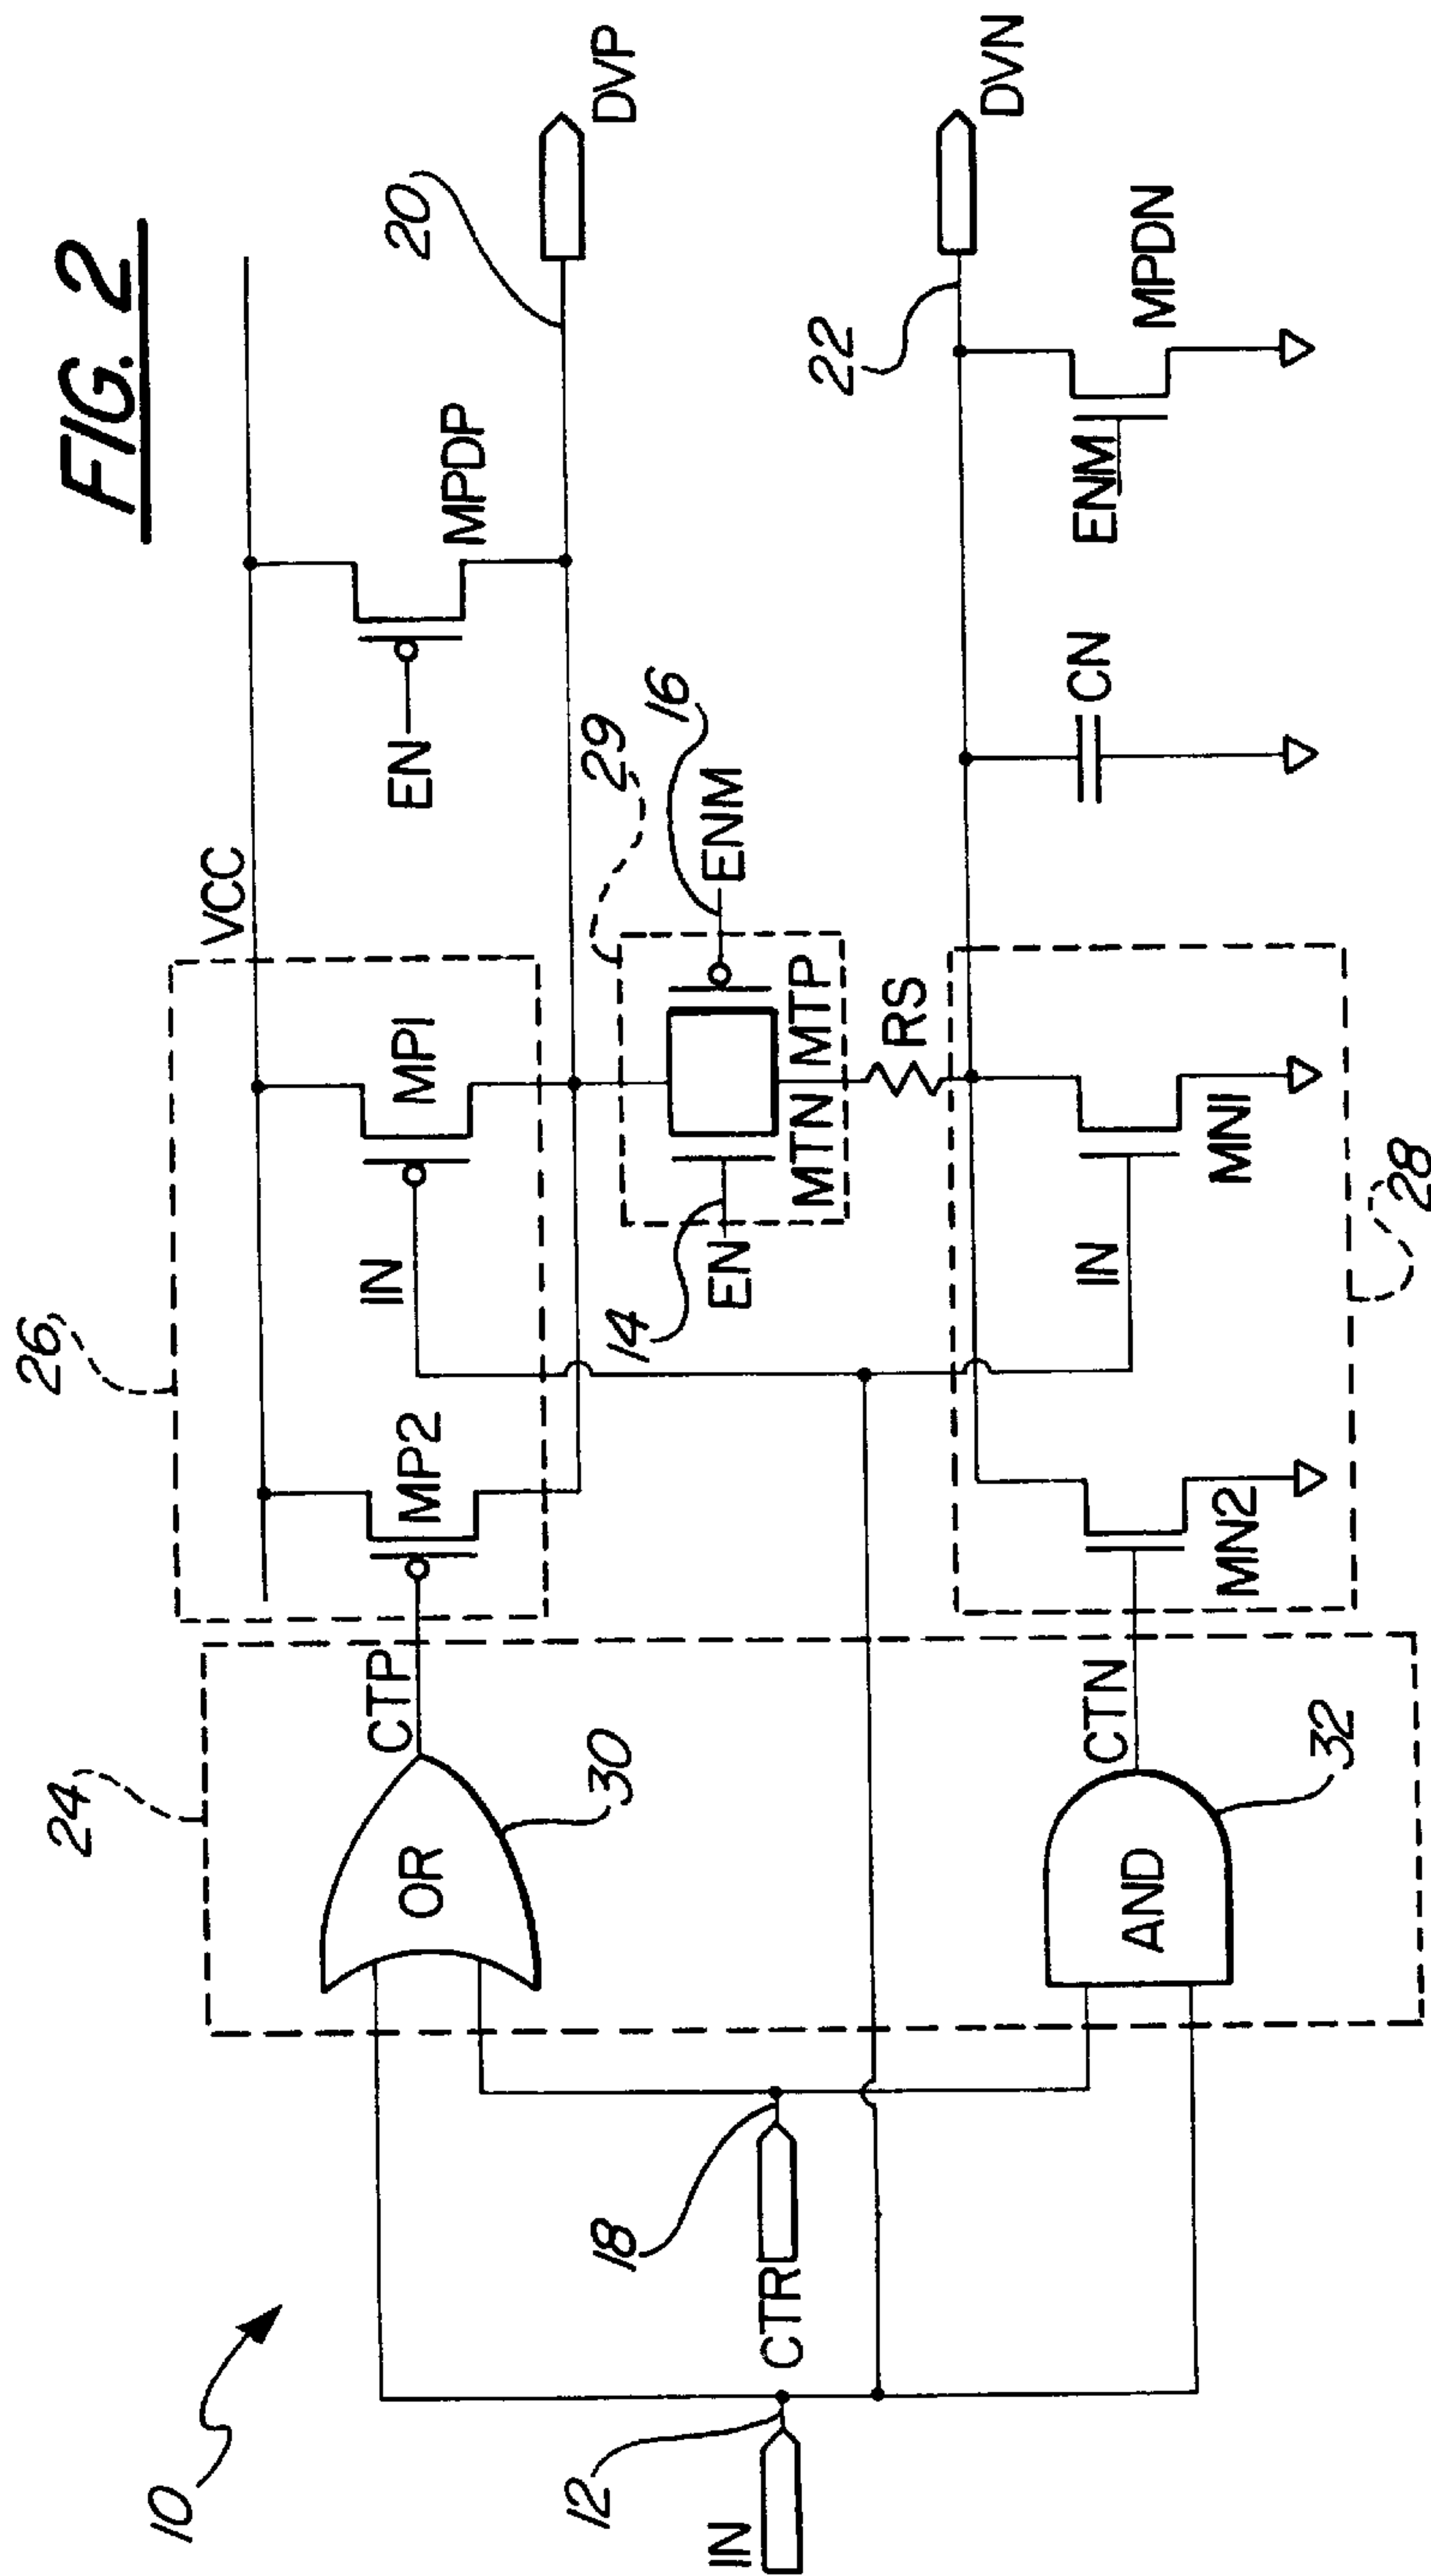 FIG. 2
10
24
26
VCC
CTP
MP2
IN
MP1
EN
MPDP
20
DVP
OR
30
29
16
ENM
14
EN
MTN MTP
RS
18
CTR
12
IN
22
DVN
AND
32
CTN
MN2
IN
MN1
28
CN
ENM
MPDN